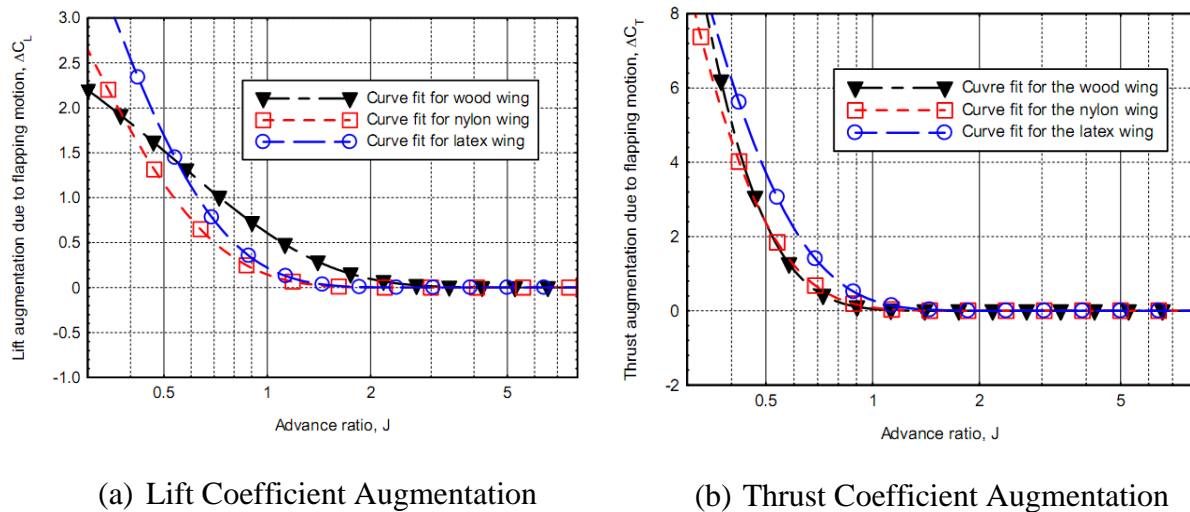 3.0
2.5
2.0
1.5
1.0
0.5
0
-0.5
-1.0
Lift augmentation due to flapping motion, ΔC_L
Curve fit for wood wing
Curve fit for nylon wing
Curve fit for latex wing
0.5 1 2 5
Advance ratio, J
(a) Lift Coefficient Augmentation
8
6
4
2
0
-2
Thrust augmentation due to flapping motion, ΔC_T
Cuvre fit for the wood wing
Curve fit for the nylon wing
Curve fit for the latex wing
0.5 1 2 5
Advance ratio, J
(b) Thrust Coefficient Augmentation